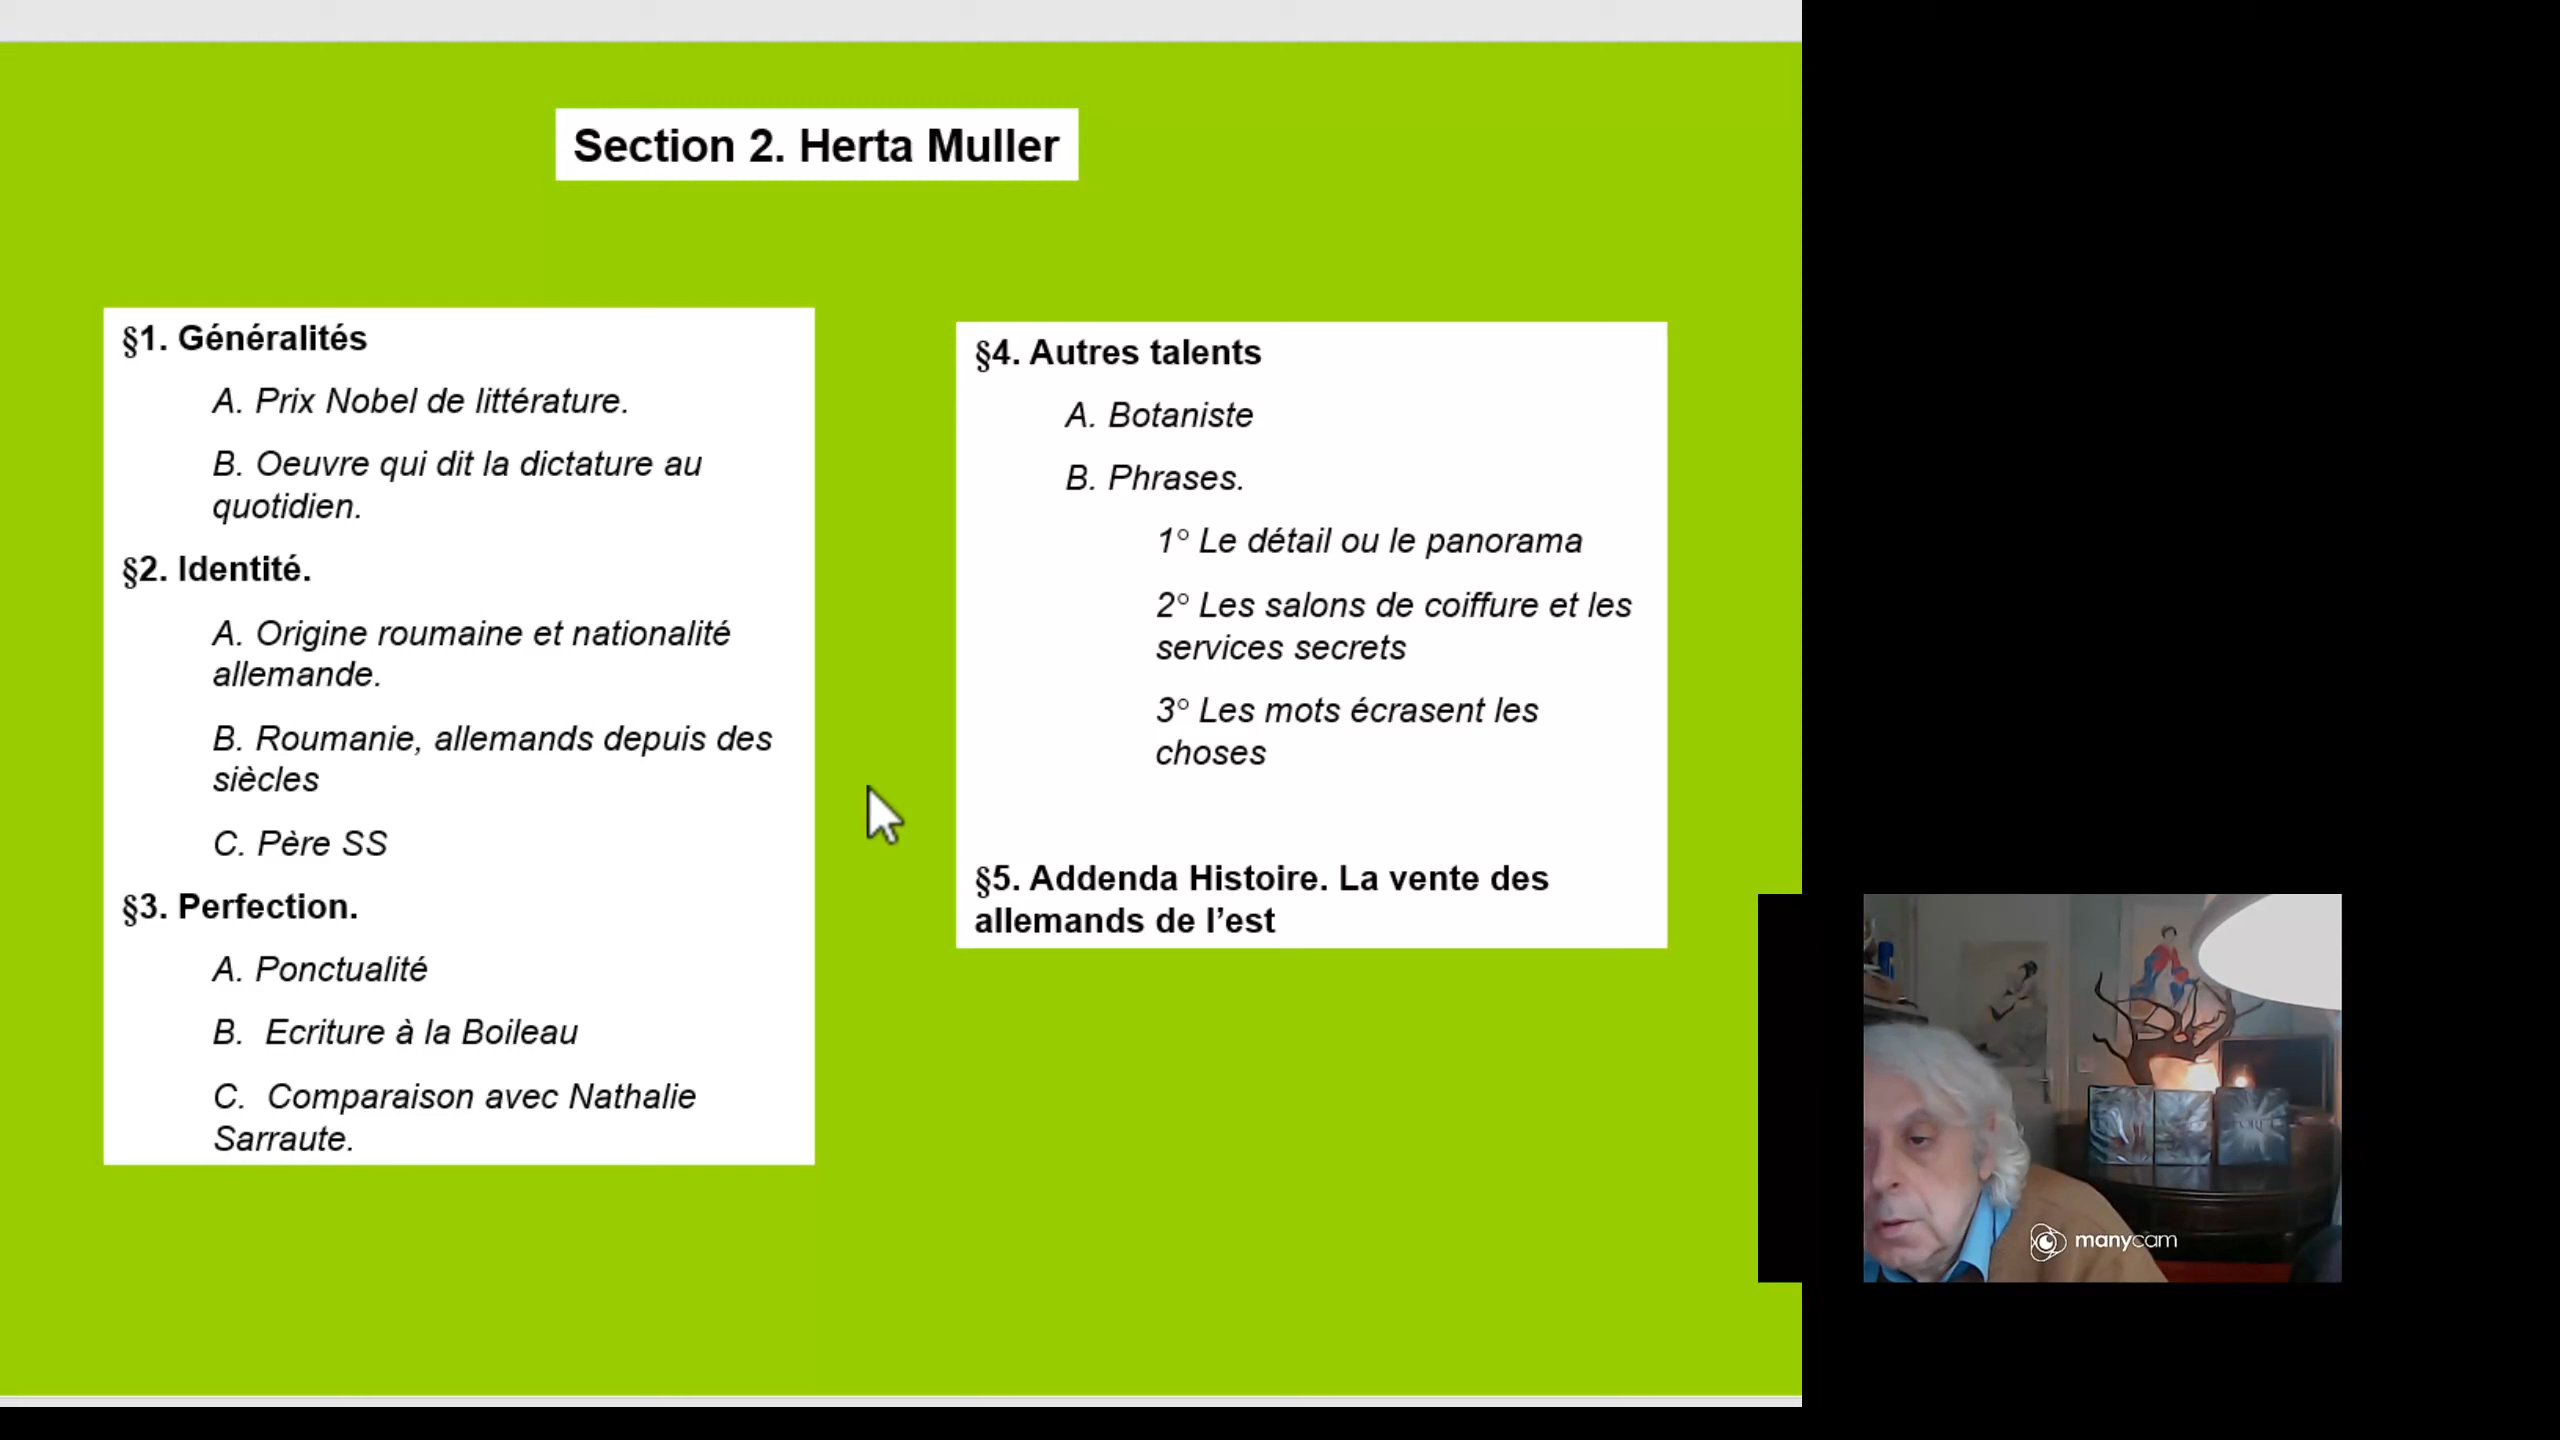 Section 2. Herta Muller
§1. Généralités
A. Prix Nobel de littérature.
B. Oeuvre qui dit la dictature au
quotidien.
§2. Identité.
A. Origine roumaine et nationalité
allemande.
B. Roumanie, allemands depuis des
siècles
C. Père SS
§3. Perfection.
A. Ponctualité
B. Ecriture à la Boileau
C. Comparaison avec Nathalie
Sarraute.
§4. Autres talents
A. Botaniste
B. Phrases.
1° Le détail ou le panorama
2° Les salons de coiffure et les
services secrets
3° Les mots écrasent les
choses
§5. Addenda Histoire. La vente des
allemands de l’est
manycam